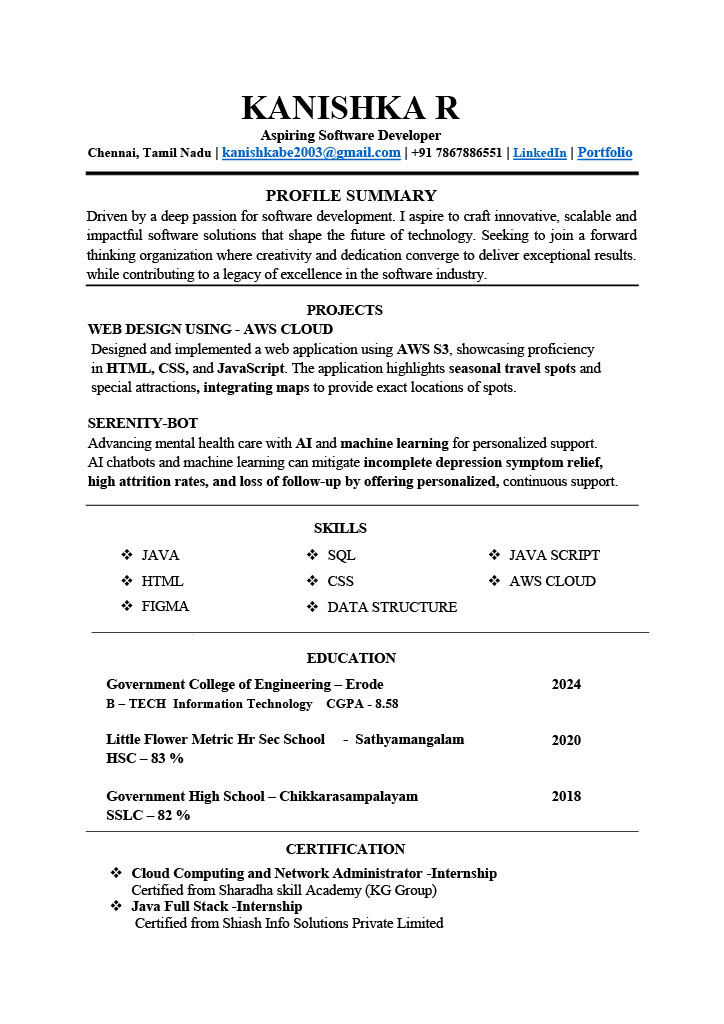 KANISHKA R
Aspiring Software Developer
Chennai, Tamil Nadu | kanishkabe2003@gmail.com | +91 7867886551 | LinkedIn | Portfolio
PROFILE SUMMARY
Driven by a deep passion for software development. I aspire to craft innovative, scalable and
impactful software solutions that shape the future of technology. Seeking to join a forward
thinking organization where creativity and dedication converge to deliver exceptional results.
while contributing to a legacy of excellence in the software industry.
PROJECTS
WEB DESIGN USING - AWS CLOUD
Designed and implemented a web application using AWS S3, showcasing proficiency
in HTML, CSS, and JavaScript. The application highlights seasonal travel spots and
special attractions, integrating maps to provide exact locations of spots.
SERENITY-BOT
Advancing mental health care with AI and machine learning for personalized support.
AI chatbots and machine learning can mitigate incomplete depression symptom relief,
high attrition rates, and loss of follow-up by offering personalized, continuous support.
SKILLS
❖ JAVA ❖ SQL ❖ JAVA SCRIPT
❖ HTML ❖ CSS ❖ AWS CLOUD
❖ FIGMA ❖ DATA STRUCTURE
EDUCATION
Government College of Engineering – Erode 2024
B – TECH Information Technology CGPA - 8.58
Little Flower Metric Hr Sec School - Sathyamangalam 2020
HSC – 83 %
Government High School – Chikkarasampalayam 2018
SSLC – 82 %
CERTIFICATION
❖ Cloud Computing and Network Administrator -Internship
Certified from Sharadha skill Academy (KG Group)
❖ Java Full Stack -Internship
Certified from Shiash Info Solutions Private Limited